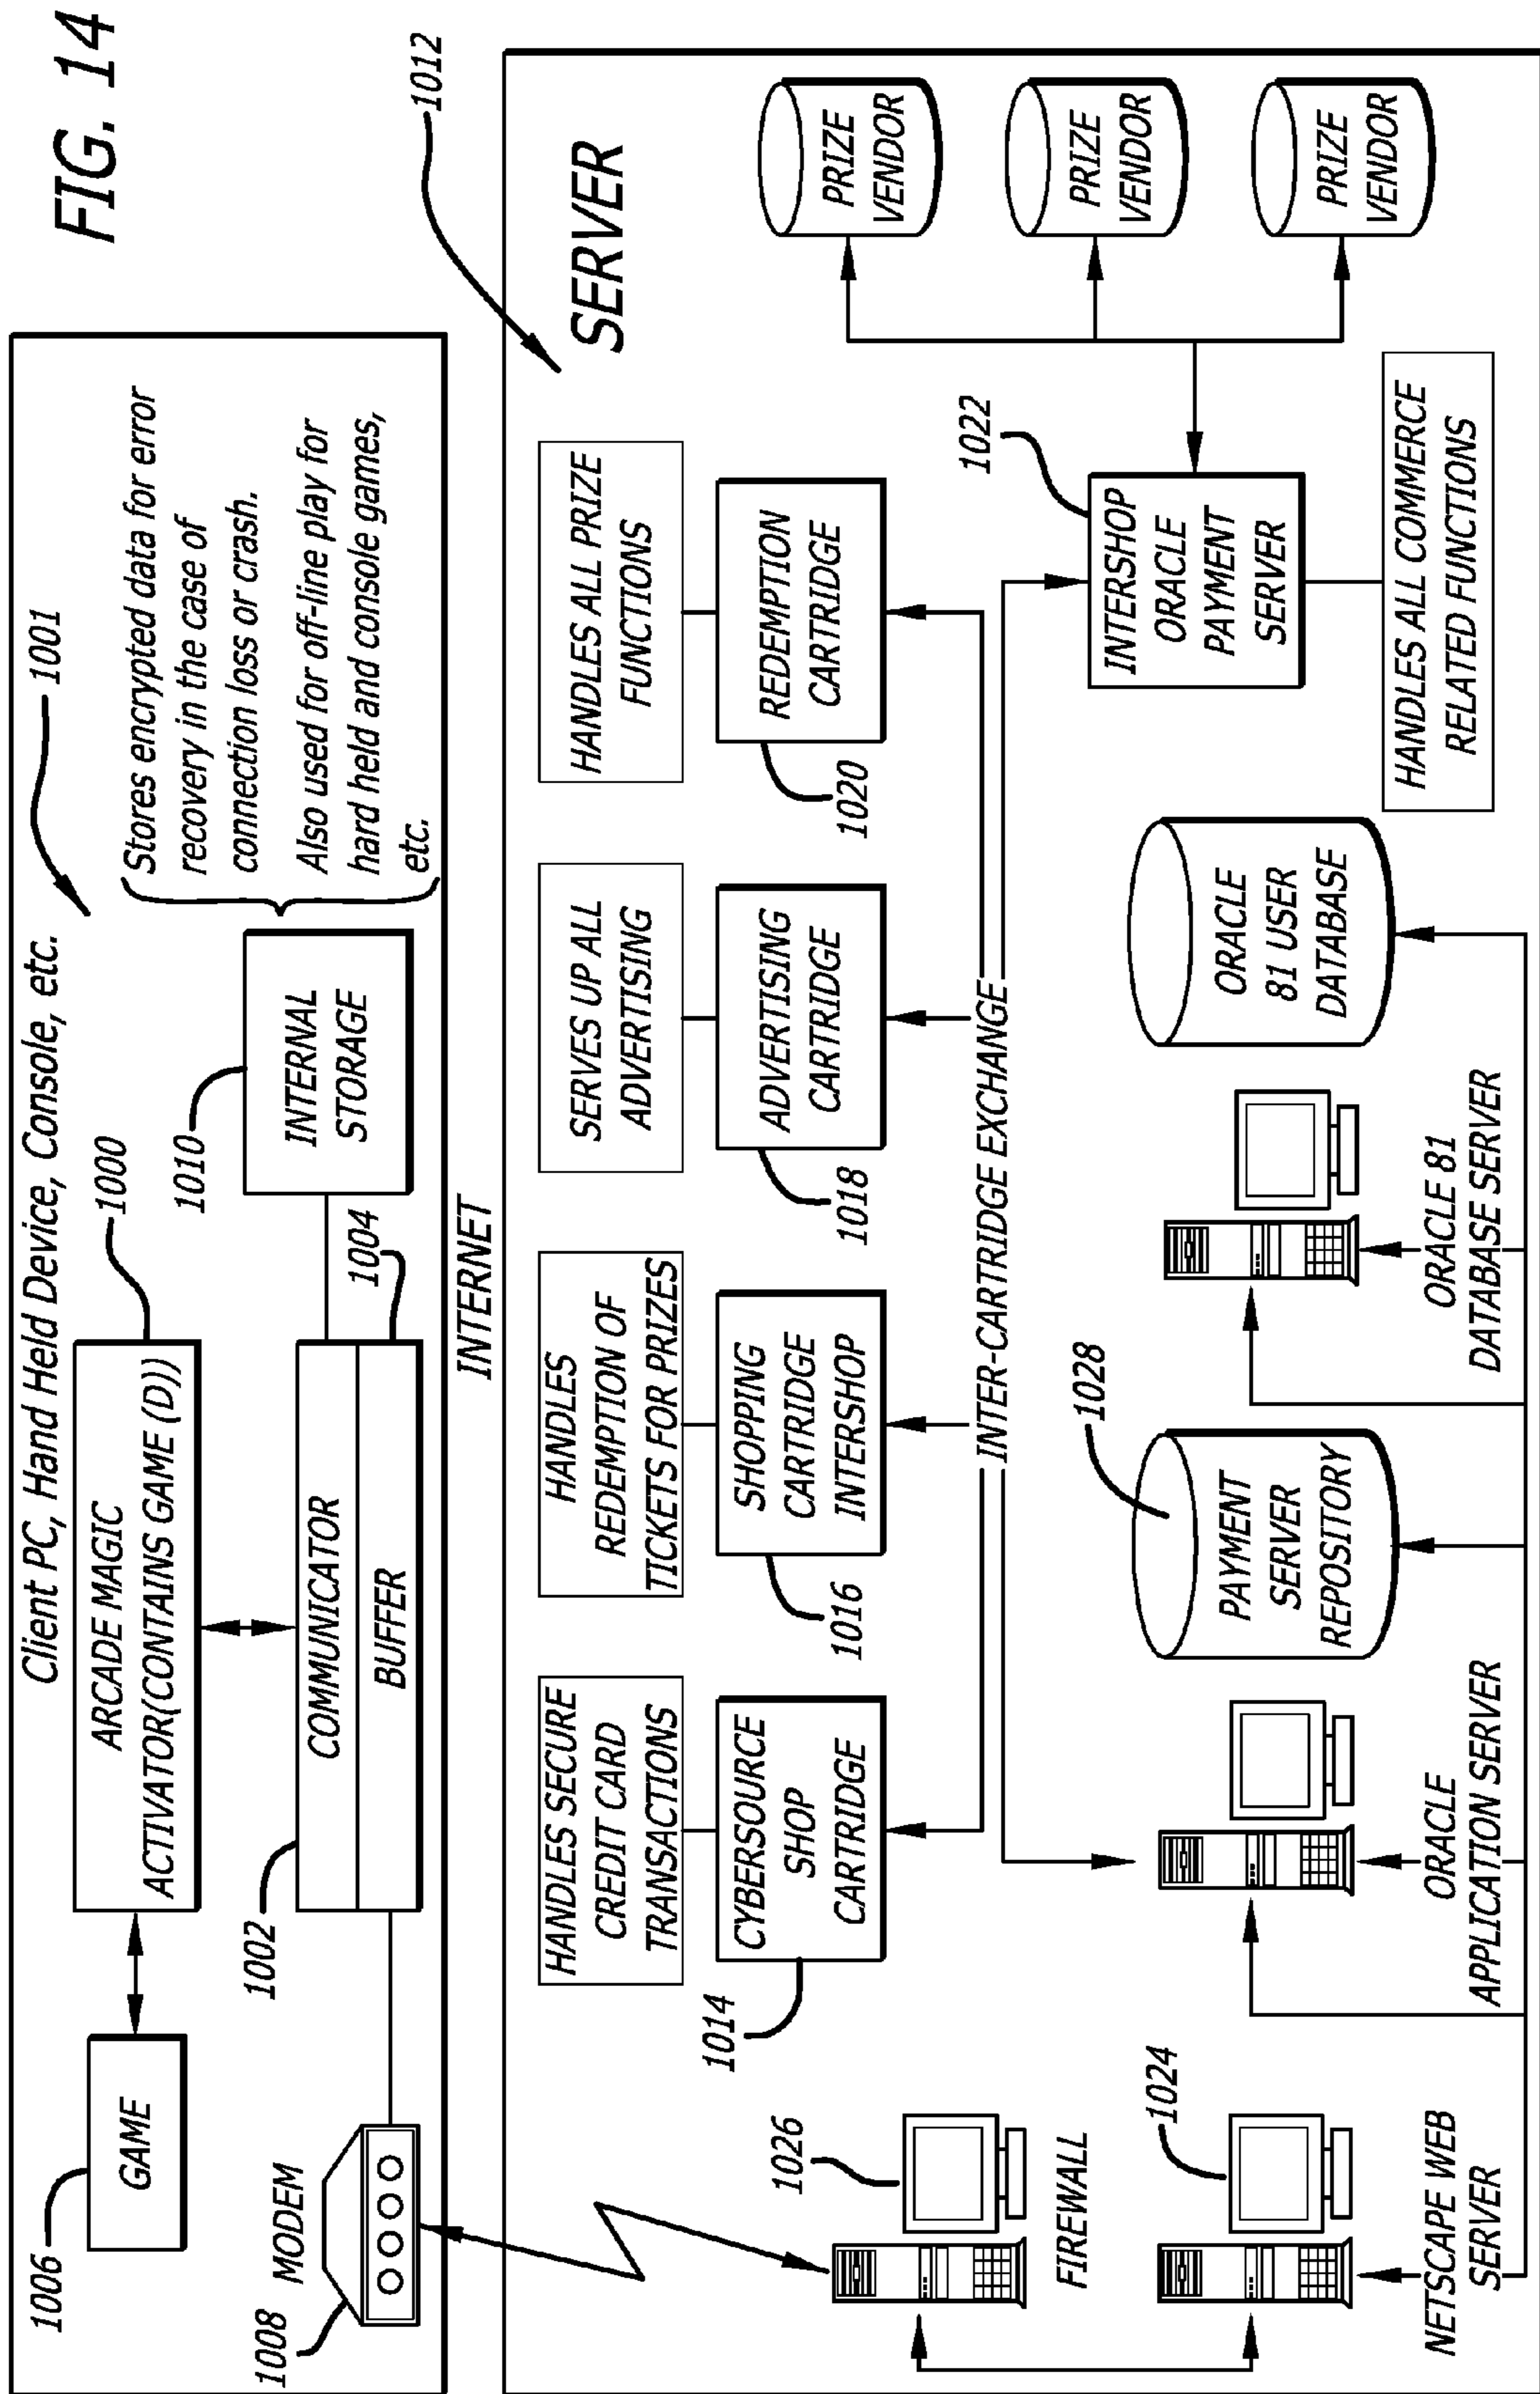 FIG. 14
Client PC, Hand Held Device, Console, etc.
1001
1006
GAME
ARCADE MAGIC
ACTIVATOR(CONTAINS GAME (D))
1000
1002
COMMUNICATOR
BUFFER
1004
1010
INTERNAL
STORAGE
Stores encrypted data for error
recovery in the case of
connection loss or crash.
Also used for off-line play for
hard held and console games,
etc.
MODEM
1008
INTERNET
1012
SERVER
HANDLES SECURE
CREDIT CARD
TRANSACTIONS
HANDLES
REDEMPTION OF
TICKETS FOR PRIZES
SERVES UP ALL
ADVERTISING
HANDLES ALL PRIZE
FUNCTIONS
1014
CYBERSOURCE
SHOP
CARTRIDGE
1016
SHOPPING
CARTRIDGE
INTERSHOP
1018
ADVERTISING
CARTRIDGE
1020
REDEMPTION
CARTRIDGE
PRIZE
VENDOR
PRIZE
VENDOR
PRIZE
VENDOR
INTER-CARTRIDGE EXCHANGE
1022
INTERSHOP
ORACLE
PAYMENT
SERVER
HANDLES ALL COMMERCE
RELATED FUNCTIONS
1026
FIREWALL
1024
NETSCAPE WEB
SERVER
ORACLE
APPLICATION SERVER
1028
PAYMENT
SERVER
REPOSITORY
ORACLE 81
DATABASE SERVER
ORACLE
81 USER
DATABASE